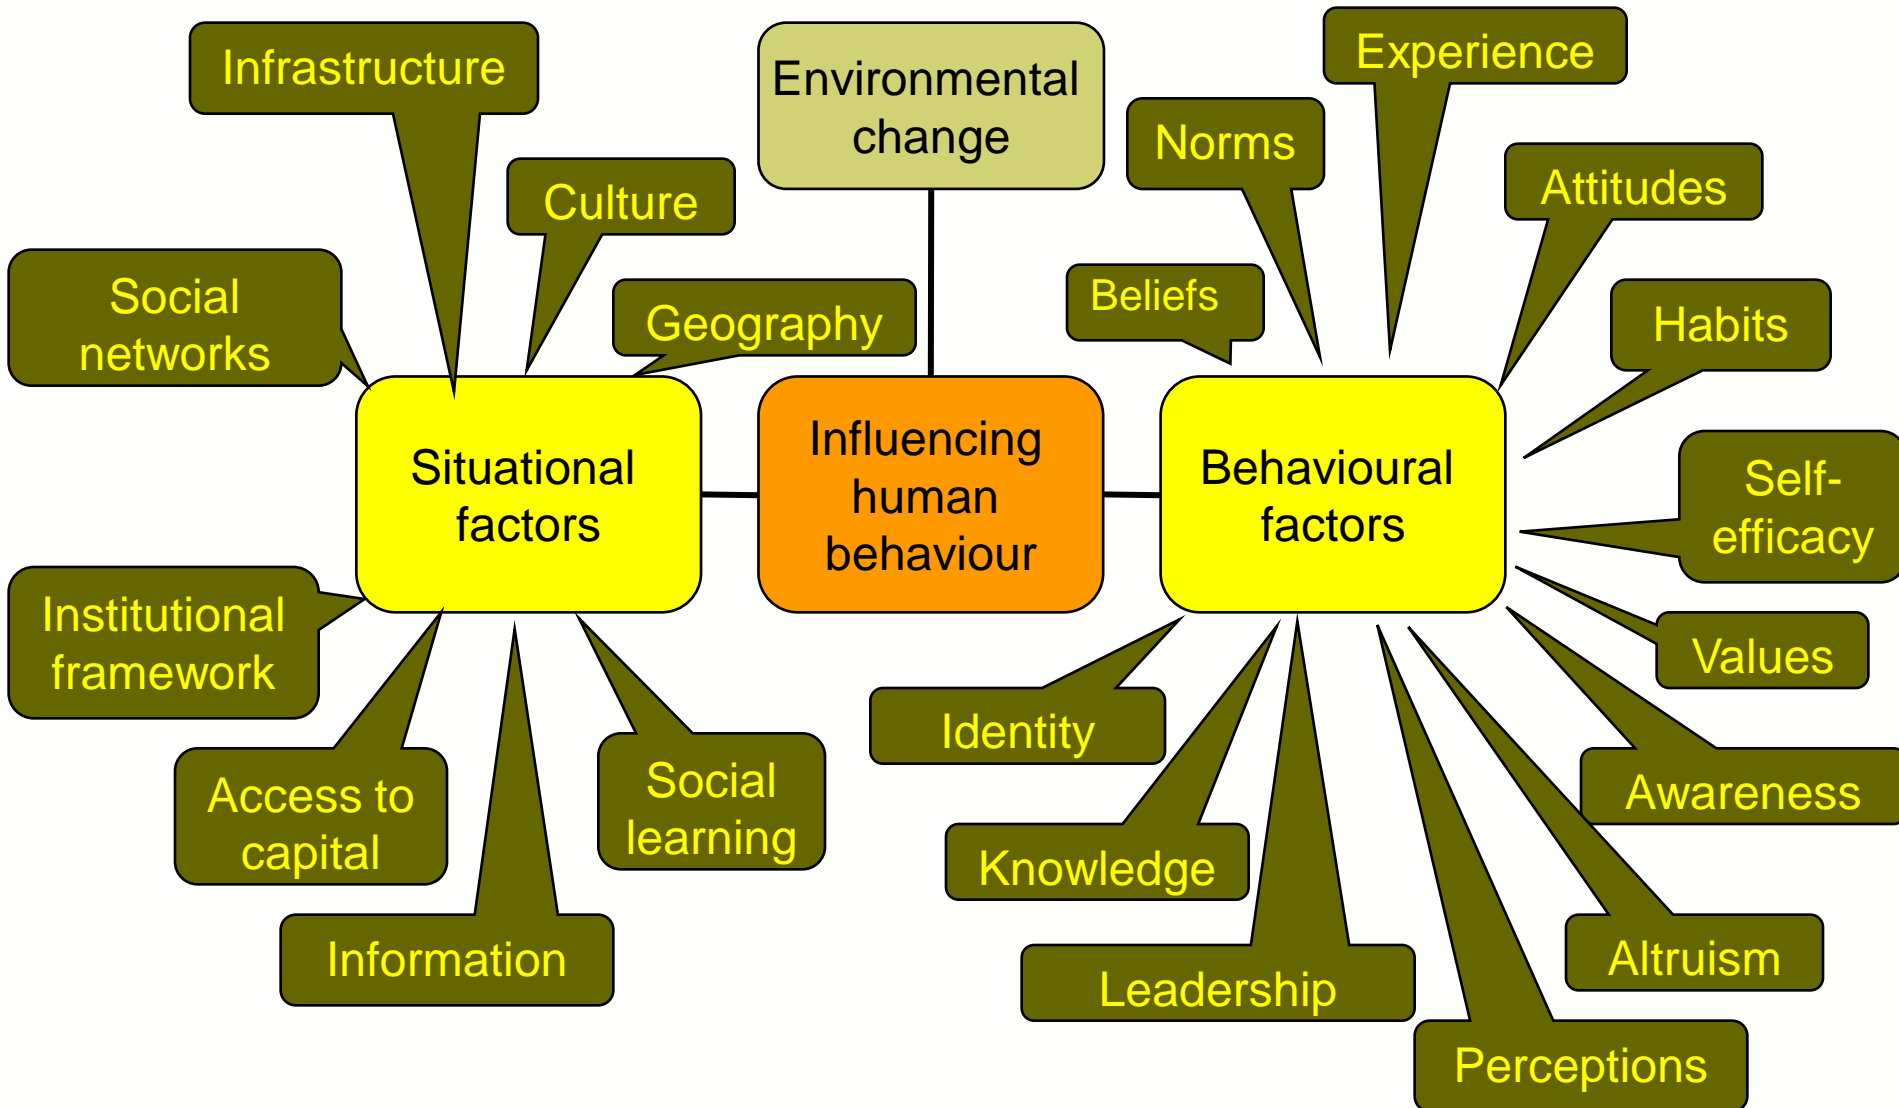 Infrastructure
Environmental
change
Experience
Norms
Culture
Attitudes
Social
networks
Geography
Beliefs
Habits
Situational
factors
Influencing
human
behaviour
Behavioural
factors
Self-
efficacy
Institutional
framework
Values
Identity
Access to
capital
Social
learning
Awareness
Knowledge
Information
Leadership
Altruism
Perceptions